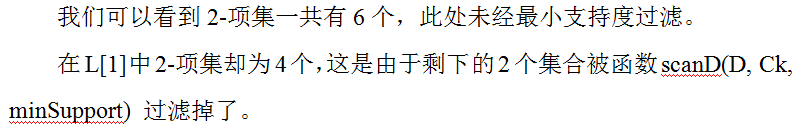 我们可以看到 2-项集一共有 6 个，此处未经最小支持度过滤。
在 L[1]中 2-项集却为 4 个，这是由于剩下的 2 个集合被函数 scanD(D, Ck,
minSupport) 过滤掉了。